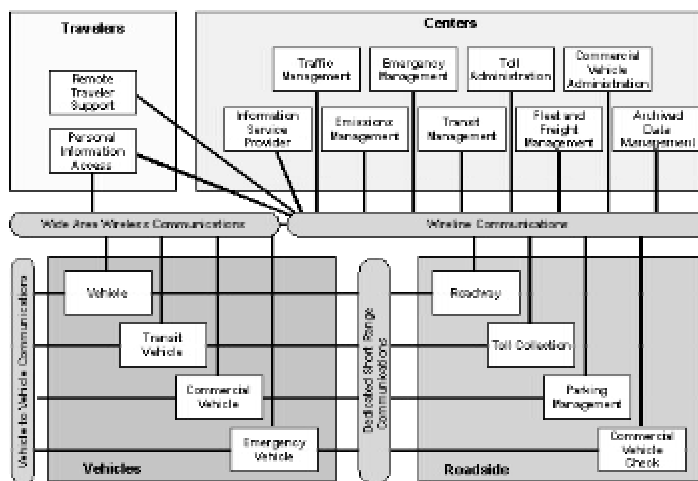 Travelers
Centers
Remote
Traveler
Support
Personal
Information
Access
Traffic
Management
Emergency
Management
Toll
Administration
Commercial
Vehicle
Administration
Information
Service
Provider
Emissions
Management
Transit
Management
Fleet and
Freight
Management
Archived
Data
Management
Wide Area Wireless Communications
Wireline Communications
Vehicle to Vehicle Communications
Vehicle
Transit
Vehicle
Commercial
Vehicle
Emergency
Vehicle
Vehicles
Dedicated Short Range
Communications
Roadway
Toll Collection
Parking
Management
Commercial
Vehicle
Check
Roadside